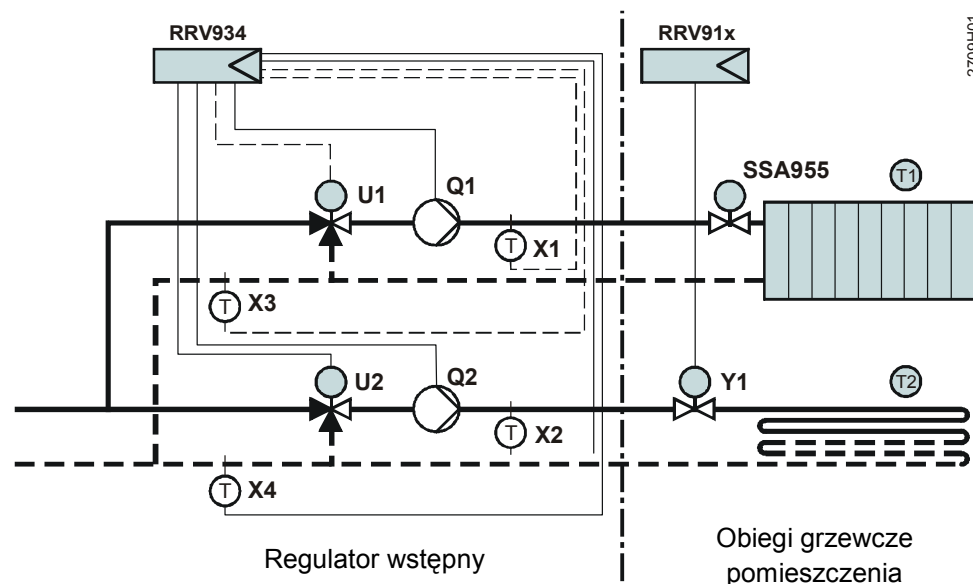 RRV934
RRV91x
2709H01
SSA955
T1
U1
Q1
T
X1
T
X3
U2
Q2
Y1
T2
T
X2
T
X4
Regulator wstępny
Obiegi grzewcze
pomieszczenia